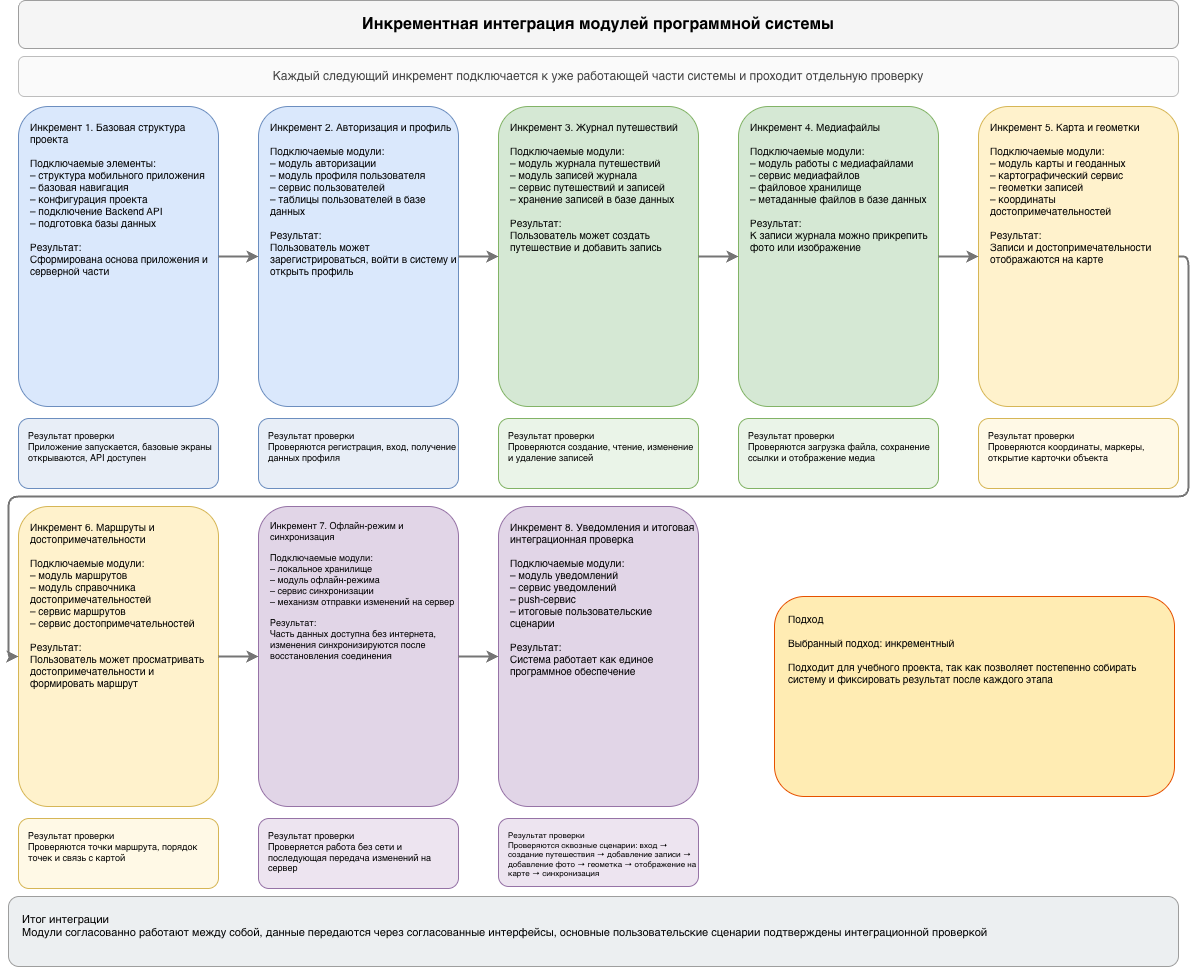 Инкрементная интеграция модулей программной системы
Каждый следующий инкремент подключается к уже работающей части системы и проходит отдельную проверку
Инкремент 1. Базовая структура
проекта
Подключаемые элементы:
– структура мобильного приложения
– базовая навигация
– конфигурация проекта
– подключение Backend API
– подготовка базы данных
Результат:
Сформирована основа приложения и
серверной части
Инкремент 2. Авторизация и профиль
Подключаемые модули:
– модуль авторизации
– модуль профиля пользователя
– сервис пользователей
– таблицы пользователей в базе
данных
Результат:
Пользователь может
зарегистрироваться, войти в систему и
открыть профиль
Инкремент 3. Журнал путешествий
Подключаемые модули:
– модуль журнала путешествий
– модуль записей журнала
– сервис путешествий и записей
– хранение записей в базе данных
Результат:
Пользователь может создать
путешествие и добавить запись
Инкремент 4. Медиафайлы
Подключаемые модули:
– модуль работы с медиафайлами
– сервис медиафайлов
– файловое хранилище
– метаданные файлов в базе данных
Результат:
К записи журнала можно прикрепить
фото или изображение
Инкремент 5. Карта и геометки
Подключаемые модули:
– модуль карты и геоданных
– картографический сервис
– геометки записей
– координаты
достопримечательностей
Результат:
Записи и достопримечательности
отображаются на карте
Результат проверки
Приложение запускается, базовые экраны
открываются, API доступен
Результат проверки
Проверяются регистрация, вход, получение
данных профиля
Результат проверки
Проверяются создание, чтение, изменение
и удаление записей
Результат проверки
Проверяются загрузка файла, сохранение
ссылки и отображение медиа
Результат проверки
Проверяются координаты, маркеры,
открытие карточки объекта
Инкремент 6. Маршруты и
достопримечательности
Подключаемые модули:
– модуль маршрутов
– модуль справочника
достопримечательностей
– сервис маршрутов
– сервис достопримечательностей
Результат:
Пользователь может просматривать
достопримечательности и
формировать маршрут
Инкремент 7. Офлайн-режим и
синхронизация
Подключаемые модули:
– локальное хранилище
– модуль офлайн-режима
– сервис синхронизации
– механизм отправки изменений на сервер
Результат:
Часть данных доступна без интернета,
изменения синхронизируются после
восстановления соединения
Инкремент 8. Уведомления и итоговая
интеграционная проверка
Подключаемые модули:
– модуль уведомлений
– сервис уведомлений
– push-сервис
– итоговые пользовательские
сценарии
Результат:
Система работает как единое
программное обеспечение
Подход
Выбранный подход: инкрементный
Подходит для учебного проекта, так как позволяет постепенно собирать
систему и фиксировать результат после каждого этапа
Результат проверки
Проверяются точки маршрута, порядок
точек и связь с картой
Результат проверки
Проверяется работа без сети и
последующая передача изменений на
сервер
Результат проверки
Проверяются сквозные сценарии: вход →
создание путешествия → добавление записи →
добавление фото → геометка → отображение на
карте → синхронизация
Итог интеграции
Модули согласованно работают между собой, данные передаются через согласованные интерфейсы, основные пользовательские сценарии подтверждены интеграционной проверкой